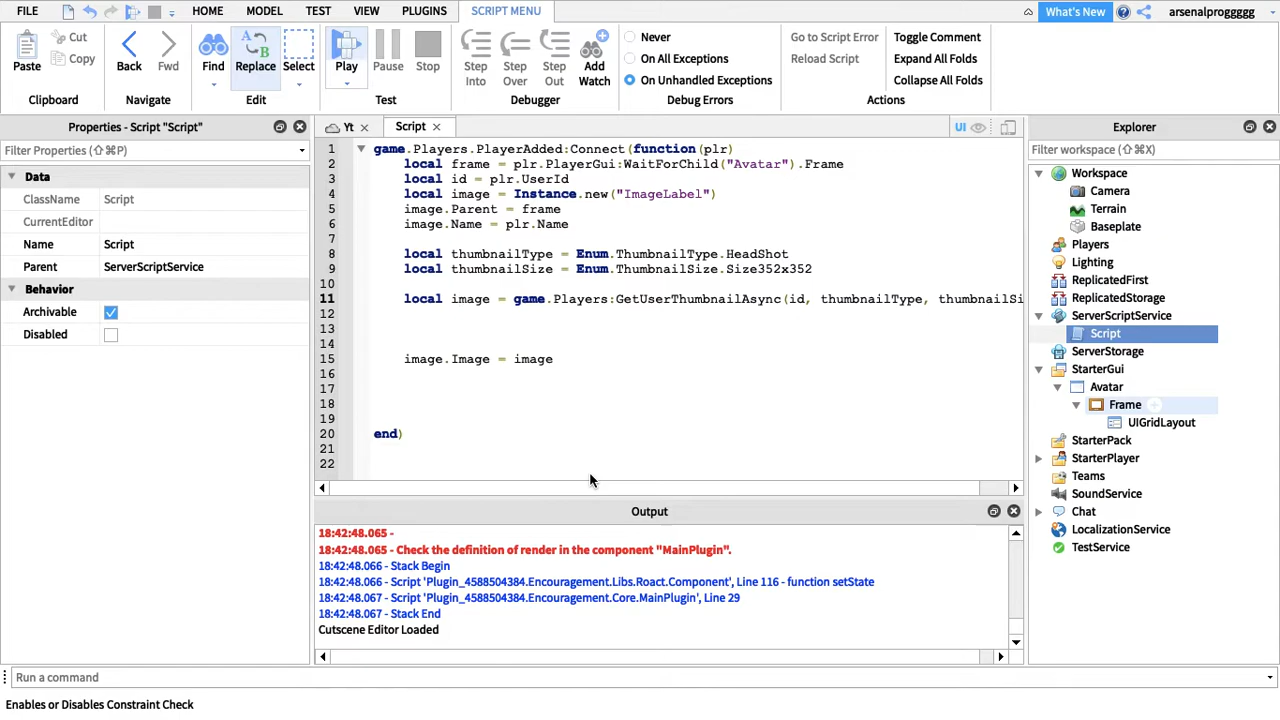 FILE HOME MODEL TEST VIEW PLUGINS SCRIPT MENU What's New ? arsenalproggggg
Paste Cut Copy Back Fwd Find Replace Select Play Pause Stop Step Into Step Over Step Out Add Watch
Never
On All Exceptions
On Unhandled Exceptions
Go to Script Error
Reload Script
Toggle Comment
Expand All Folds
Collapse All Folds
Clipboard Navigate Edit Test Debugger Debug Errors Actions
Properties - Script "Script"
Filter Properties (⇧⌘P)
Data
ClassName Script
CurrentEditor
Name Script
Parent ServerScriptService
Behavior
Archivable
Disabled
Yt Script UI
1 game.Players.PlayerAdded:Connect(function(plr)
2 local frame = plr.PlayerGui:WaitForChild("Avatar").Frame
3 local id = plr.UserId
4 local image = Instance.new("ImageLabel")
5 image.Parent = frame
6 image.Name = plr.Name
7
8 local thumbnailType = Enum.ThumbnailType.HeadShot
9 local thumbnailSize = Enum.ThumbnailSize.Size352x352
10
11 local image = game.Players:GetUserThumbnailAsync(id, thumbnailType, thumbnailSi
12
13
14
15 image.Image = image
16
17
18
19
20 end)
21
22
Output
18:42:48.065 -
18:42:48.065 - Check the definition of render in the component "MainPlugin".
18:42:48.066 - Stack Begin
18:42:48.066 - Script 'Plugin_4588504384.Encouragement.Libs.Roact.Component', Line 116 - function setState
18:42:48.067 - Script 'Plugin_4588504384.Encouragement.Core.MainPlugin', Line 29
18:42:48.067 - Stack End
Cutscene Editor Loaded
Explorer
Filter workspace (⇧⌘X)
Workspace
Camera
Terrain
Baseplate
Players
Lighting
ReplicatedFirst
ReplicatedStorage
ServerScriptService
Script
ServerStorage
StarterGui
Avatar
Frame
UIGridLayout
StarterPack
StarterPlayer
Teams
SoundService
Chat
LocalizationService
TestService
Run a command
Enables or Disables Constraint Check